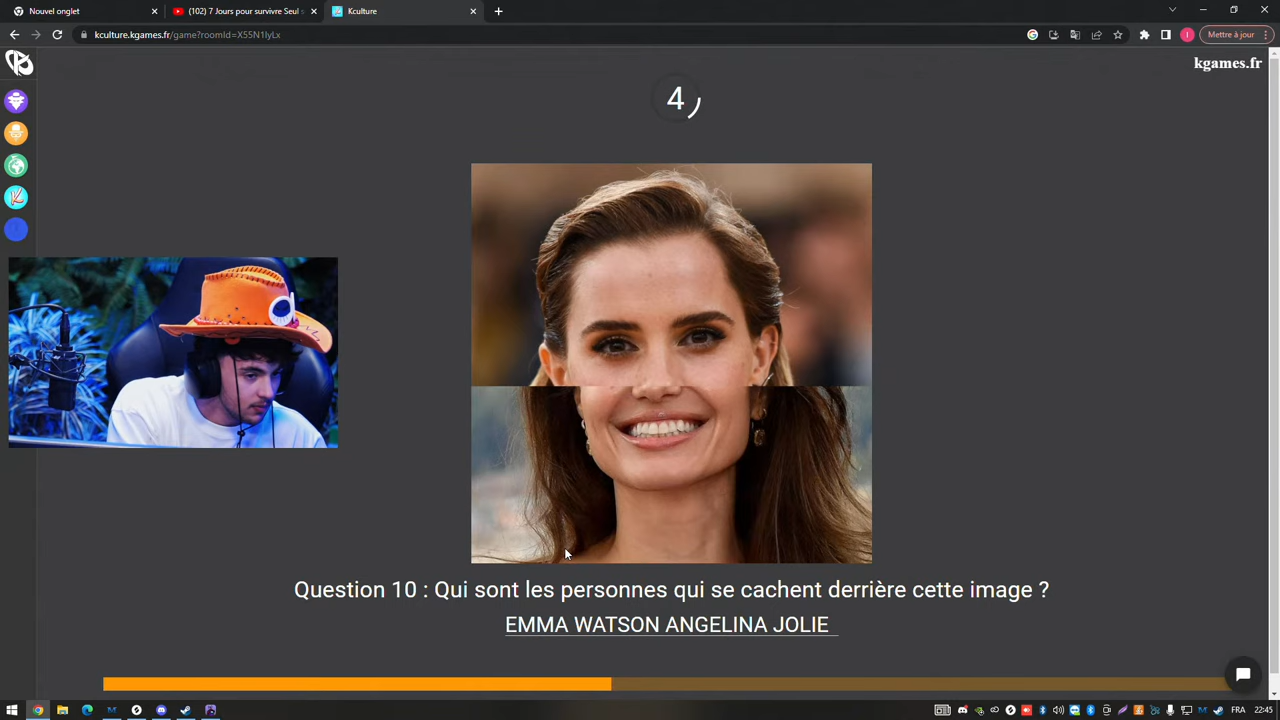 Nouvel onglet
(102) 7 Jours pour survivre Seul
Kculture
kculture.kgames.fr/game?roomId=X5SN1lyLx
Mettre à jour
kgames.fr
4
Question 10 : Qui sont les personnes qui se cachent derrière cette image ?
EMMA WATSON ANGELINA JOLIE
FRA
22:45